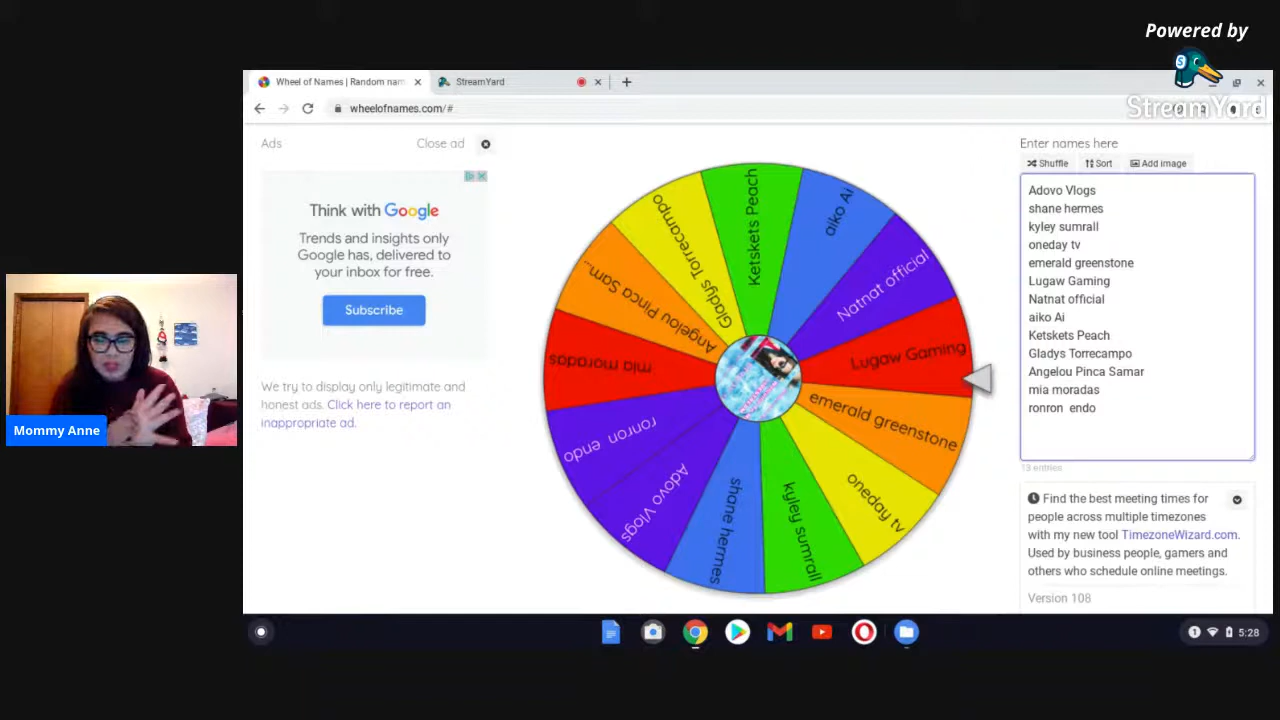 Powered by
StreamYard
Wheel of Names | Random nam
StreamYard
wheelofnames.com/#
Ads
Close ad
Think with Google
Trends and insights only
Google has, delivered to
your inbox for free.
Subscribe
We try to display only legitimate and
honest ads. Click here to report an
inappropriate ad.
Mommy Anne
Ketskets Peach
aiko Ai
Natnat official
Lugaw Gaming
emerald greenstone
oneday tv
kyley sumrall
shane hermes
Adovo Vlogs
ronron endo
mia moradas
Angelou Pinca Sam...
Gladys Torrecampo
Enter names here
Shuffle Sort Add image
Adovo Vlogs
shane hermes
kyley sumrall
oneday tv
emerald greenstone
Lugaw Gaming
Natnat official
aiko Ai
Ketskets Peach
Gladys Torrecampo
Angelou Pinca Samar
mia moradas
ronron endo
13 entries
Find the best meeting times for
people across multiple timezones
with my new tool TimezoneWizard.com.
Used by business people, gamers and
others who schedule online meetings.
Version 108
1 5:28